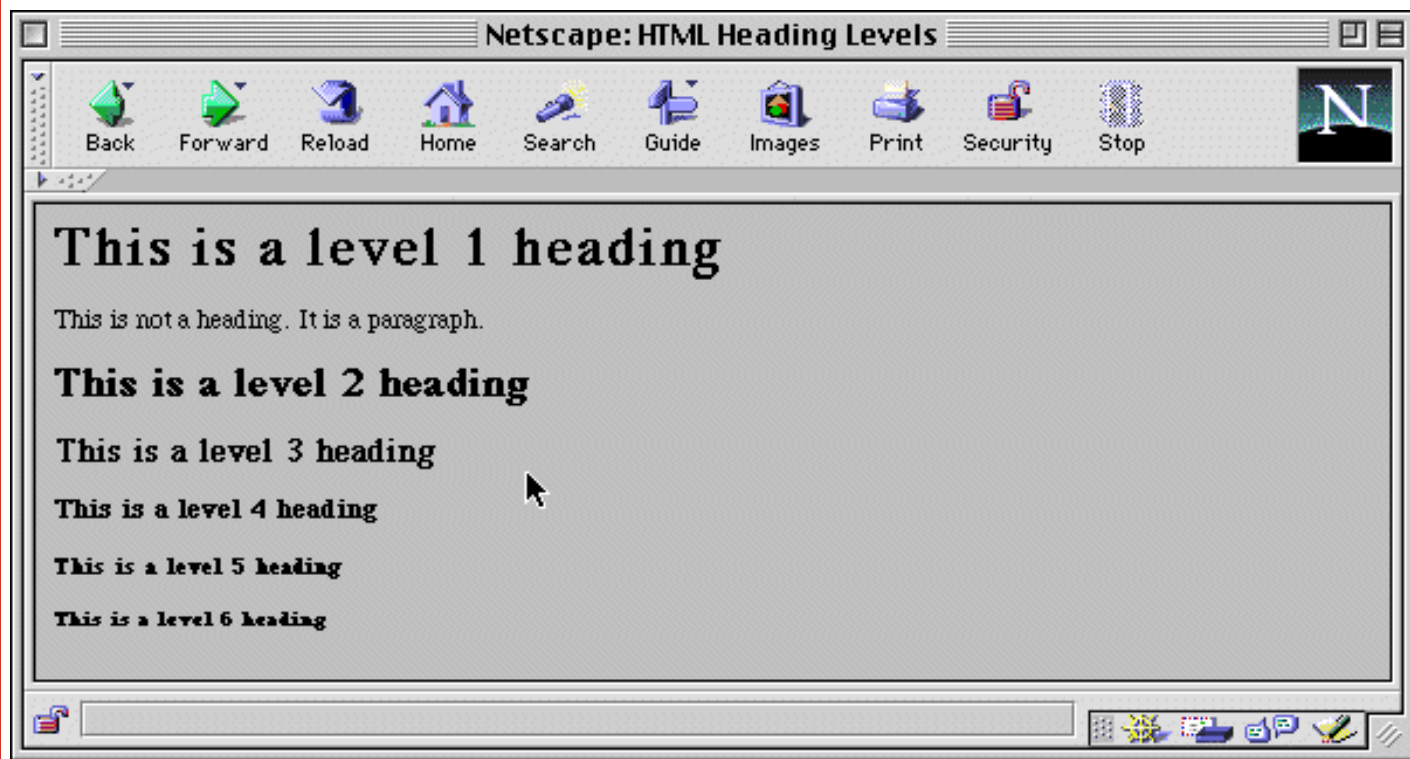 Netscape: HTML Heading Levels
Back Forward Reload Home Search Guide Images Print Security Stop
N
This is a level 1 heading
This is not a heading. It is a paragraph.
This is a level 2 heading
This is a level 3 heading
This is a level 4 heading
This is a level 5 heading
This is a level 6 heading